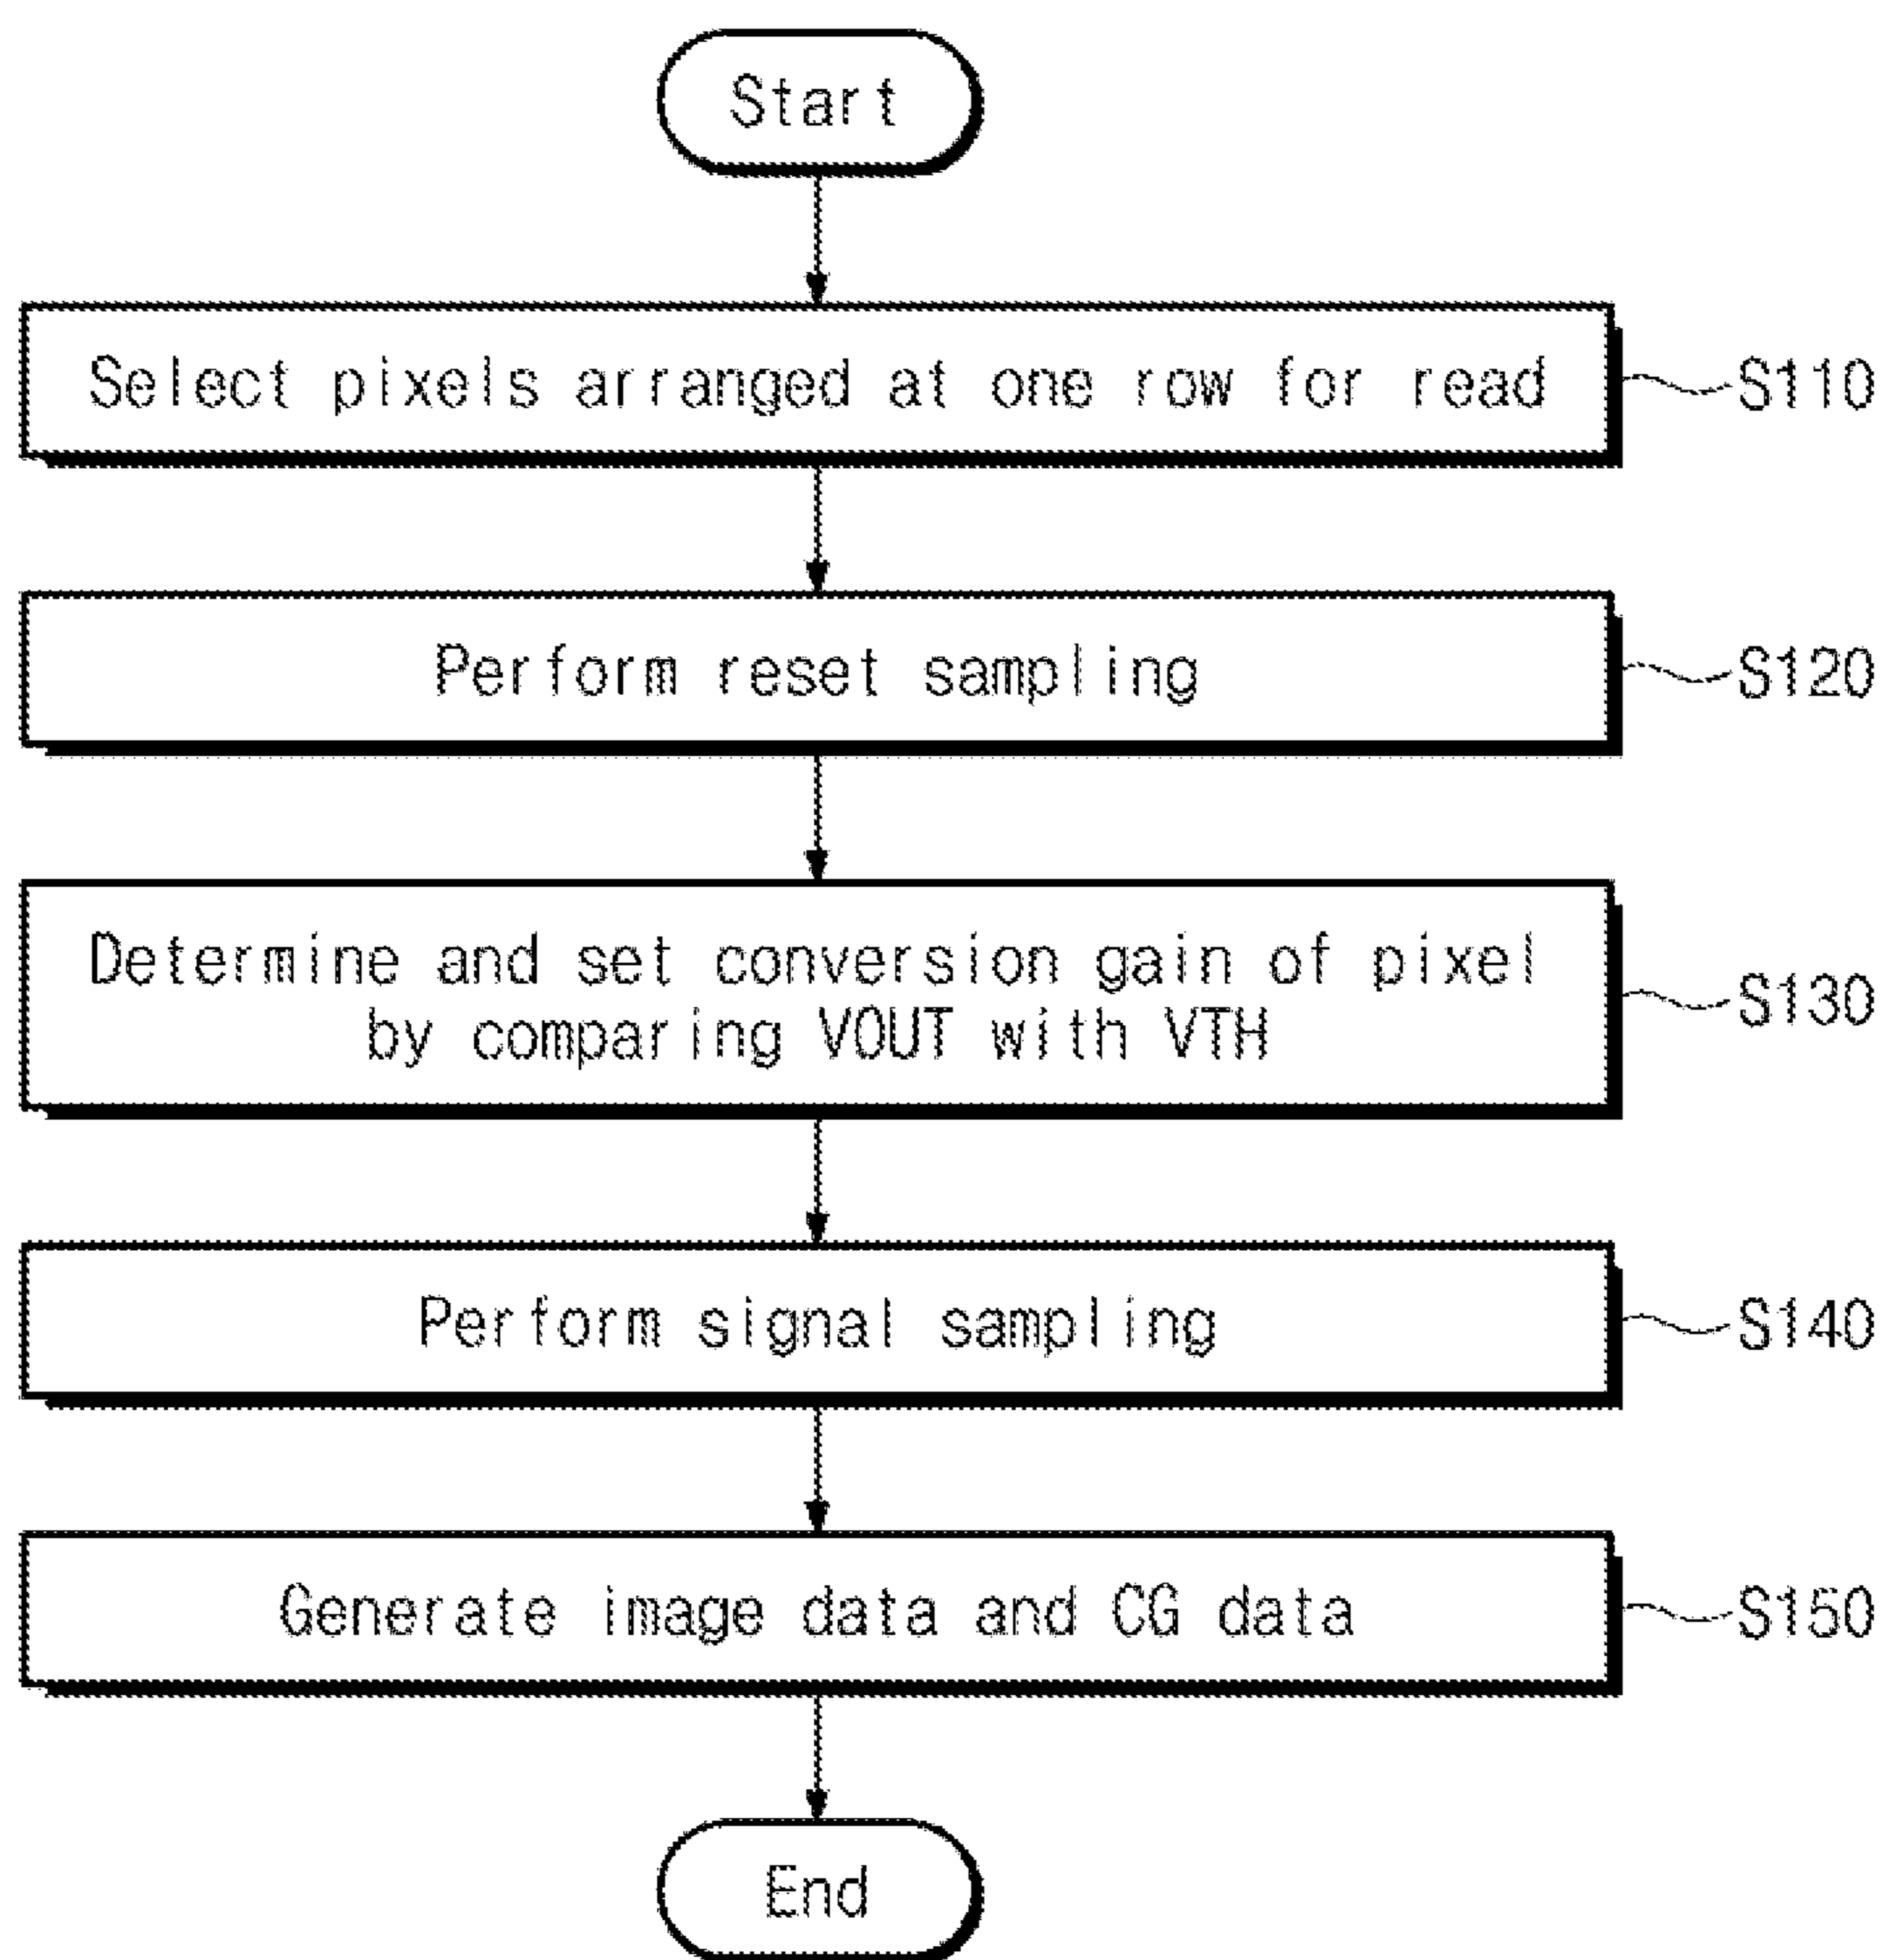 Start
Select pixels arranged at one row for read
S110
Perform reset sampling
S120
Determine and set conversion gain of pixel
by comparing VOUT with VTH
S130
Perform signal sampling
S140
Generate image data and CG data
S150
End